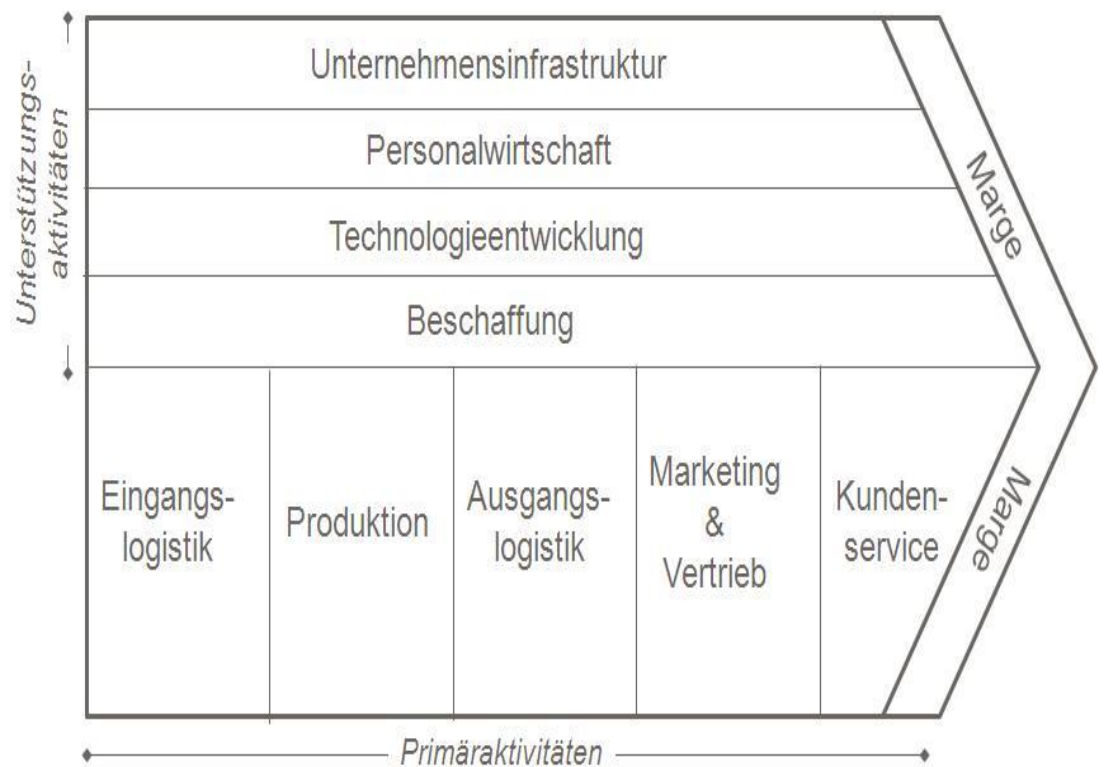 Unterstützungs-
aktivitäten
Unternehmensinfrastruktur
Personalwirtschaft
Technologieentwicklung
Beschaffung
Marge
Eingangs-
logistik
Produktion
Ausgangs-
logistik
Marketing
&
Vertrieb
Kunden-
service
Marge
Primäraktivitäten